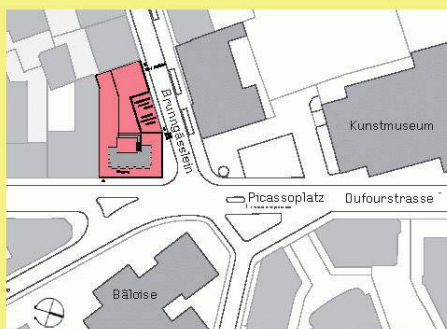 Brunngässlein
Kunstmuseum
Picassoplatz
Dufourstrasse
Bâloise